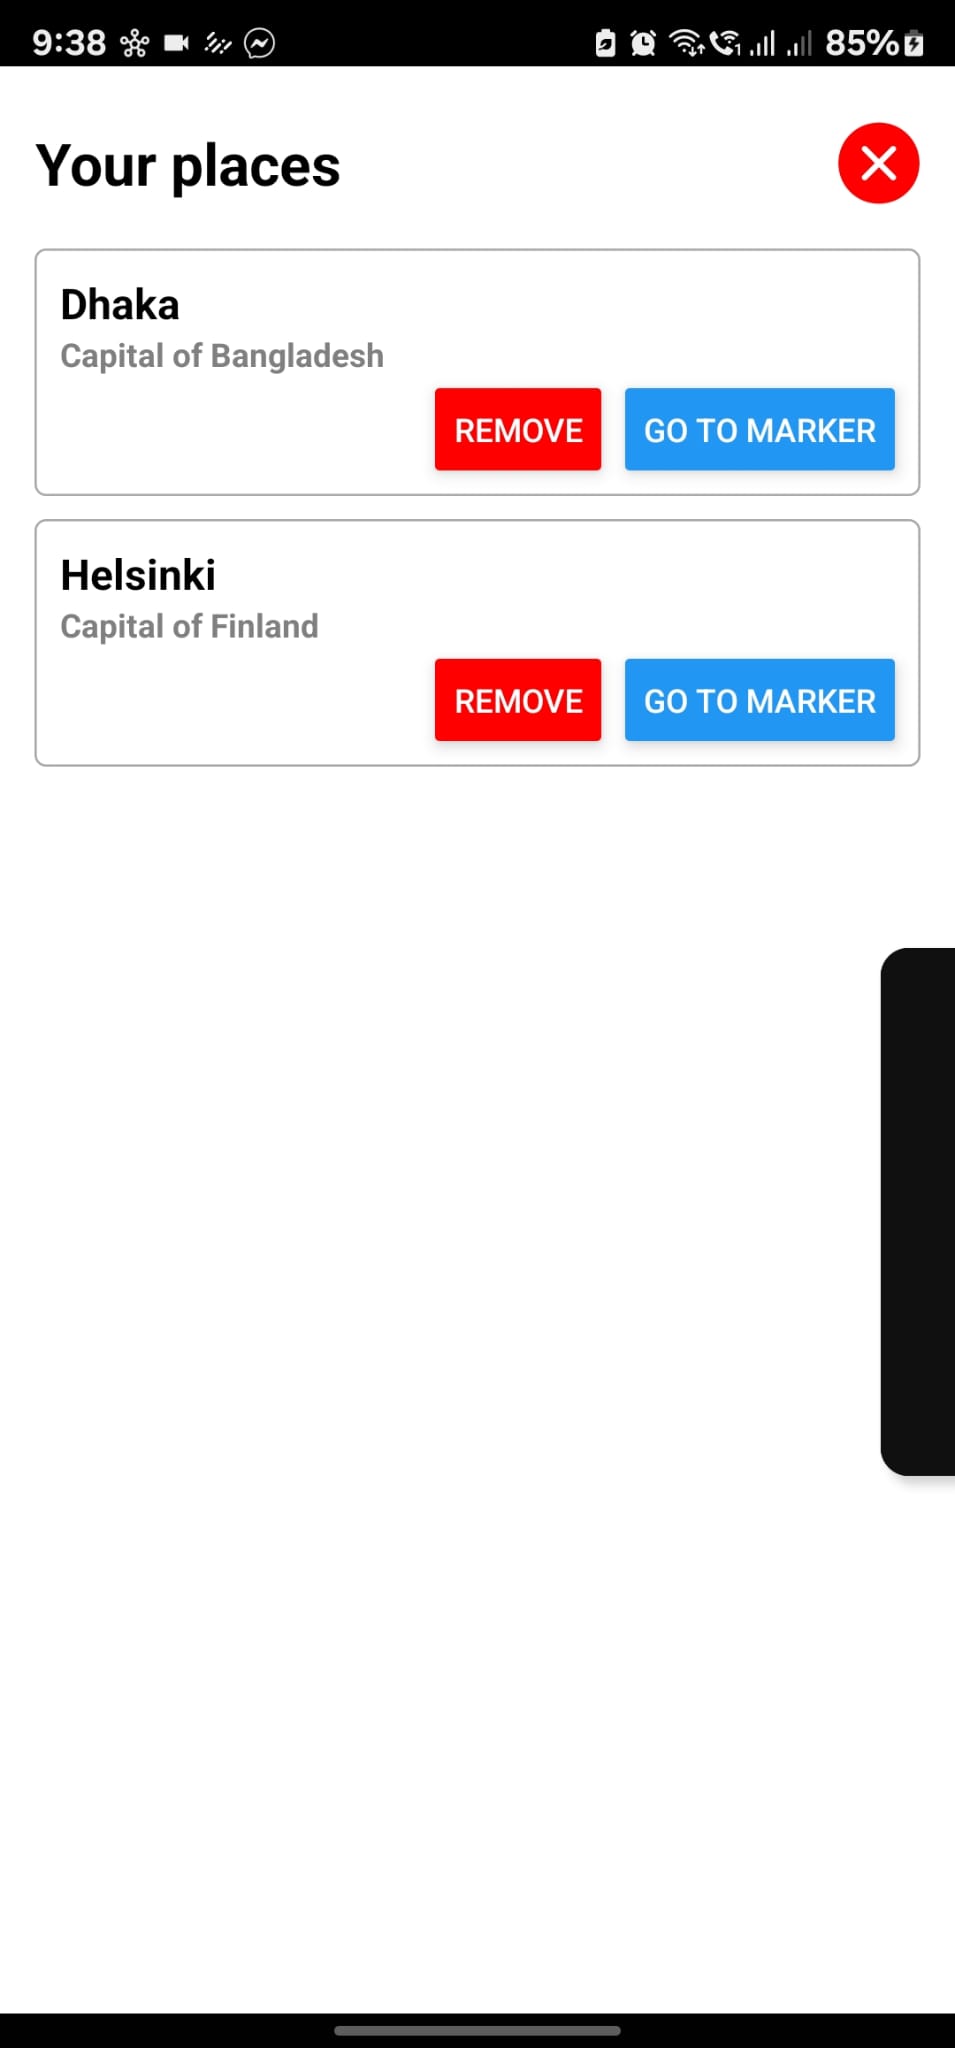 9:38 85%
Your places
Dhaka
Capital of Bangladesh
REMOVE GO TO MARKER
Helsinki
Capital of Finland
REMOVE GO TO MARKER